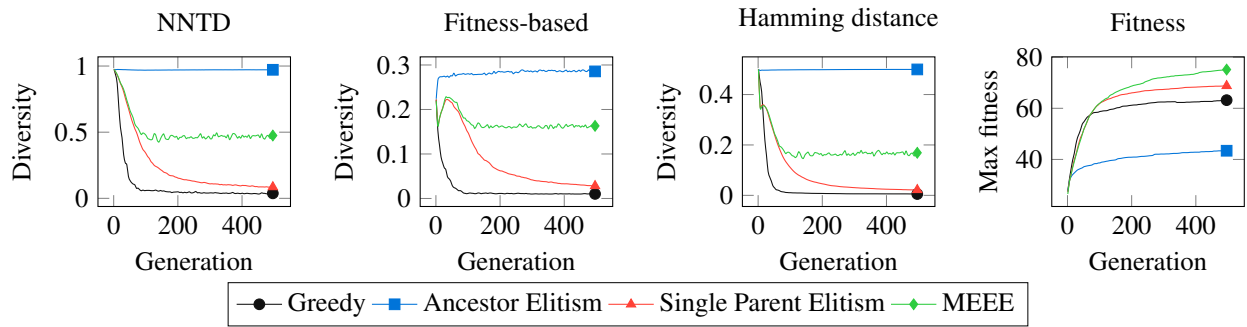 NNTD
Fitness-based
Hamming distance
Fitness
Diversity
1
0.5
0
0
200
400
Generation
Diversity
0.3
0.2
0.1
0
0
200
400
Generation
Diversity
0.4
0.2
0
0
200
400
Generation
Max fitness
80
60
40
0
200
400
Generation
Greedy
Ancestor Elitism
Single Parent Elitism
MEEE